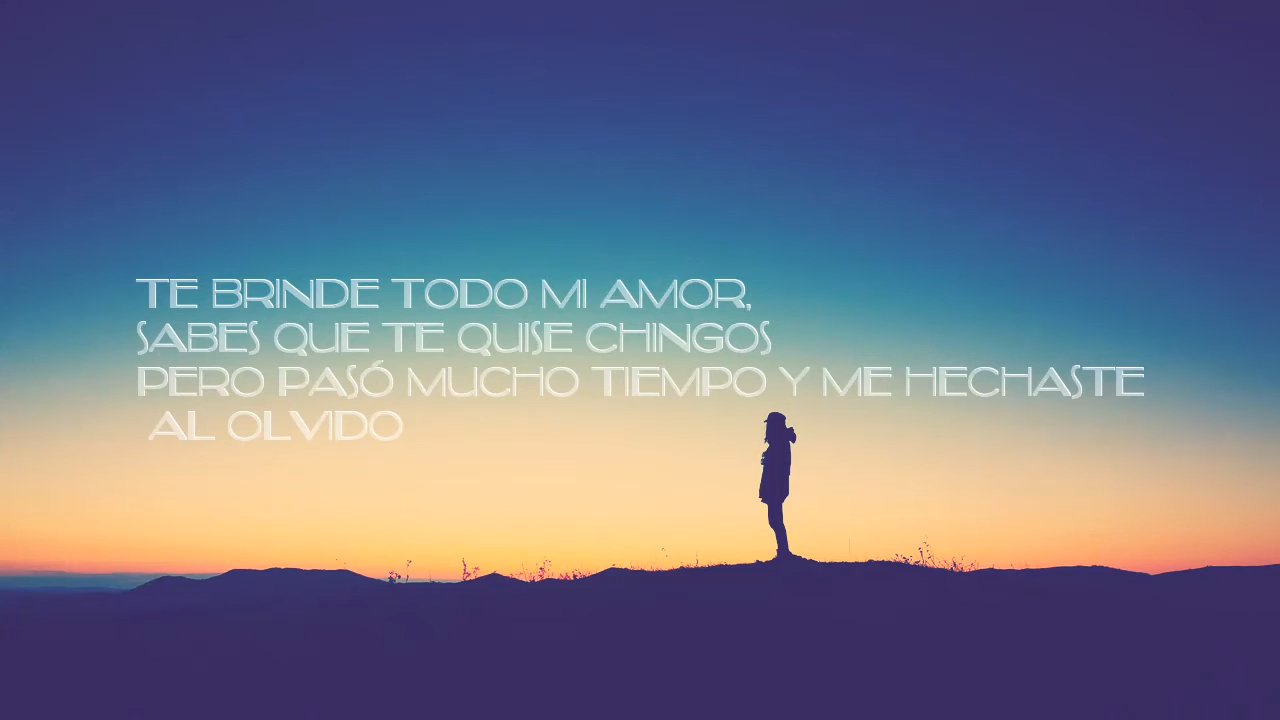 TE BRINDE TODO MI AMOR,
SABES QUE TE QUISE CHINGOS
PERO PASÓ MUCHO TIEMPO Y ME HECHASTE
AL OLVIDO